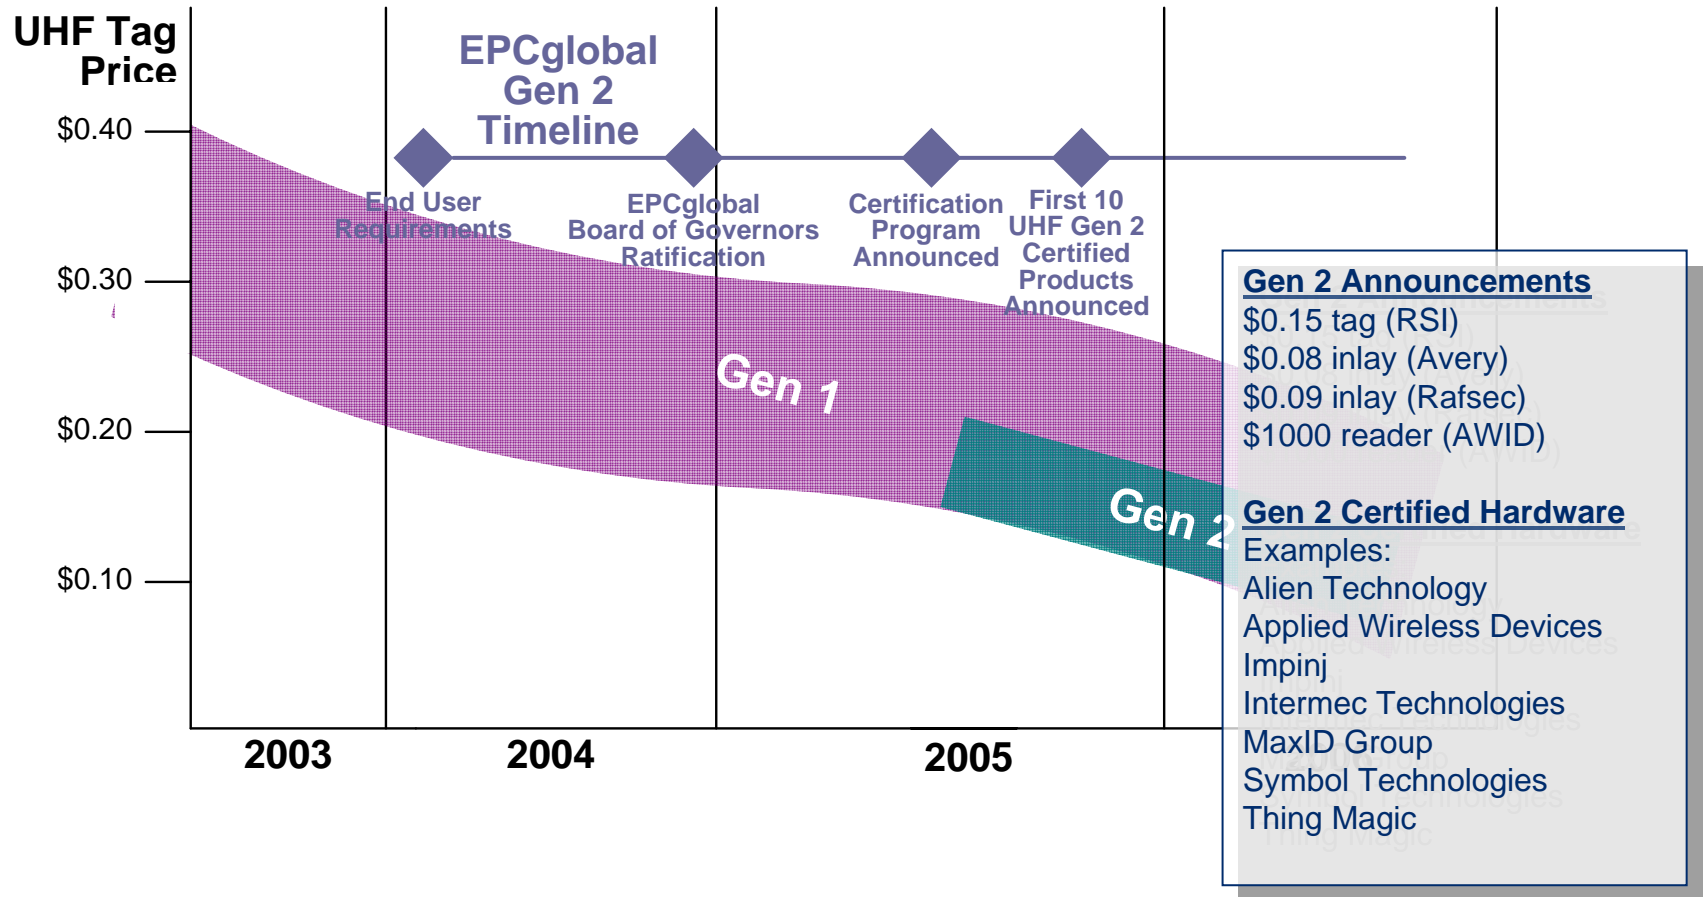 UHF Tag
Price
EPCglobal
Gen 2
Timeline
$0.40
$0.30
$0.20
$0.10
End User
Requirements
EPCglobal
Board of Governors
Ratification
Certification
Program
Announced
First 10
UHF Gen 2
Certified
Products
Announced
Gen 1
Gen 2
2003
2004
2005
2006
Gen 2 Announcements
$0.15 tag (RSI)
$0.08 inlay (Avery)
$0.09 inlay (Rafsec)
$1000 reader (AWID)
Gen 2 Certified Hardware
Examples:
Alien Technology
Applied Wireless Devices
Impinj
Intermec Technologies
MaxID Group
Symbol Technologies
Thing Magic